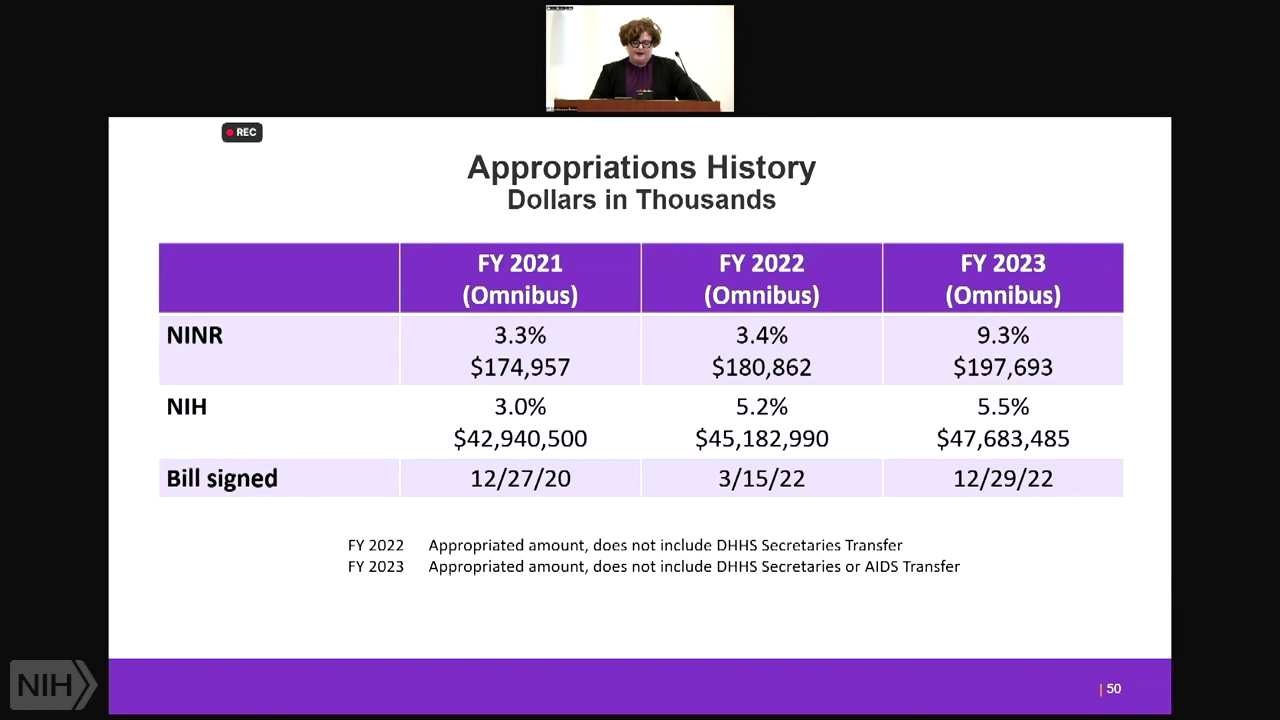 REC
Appropriations History
Dollars in Thousands
FY 2021 FY 2022 FY 2023
(Omnibus) (Omnibus) (Omnibus)
NINR 3.3% 3.4% 9.3%
$174,957 $180,862 $197,693
NIH 3.0% 5.2% 5.5%
$42,940,500 $45,182,990 $47,683,485
Bill signed 12/27/20 3/15/22 12/29/22
FY 2022 Appropriated amount, does not include DHHS Secretaries Transfer
FY 2023 Appropriated amount, does not include DHHS Secretaries or AIDS Transfer
NIH
| 50